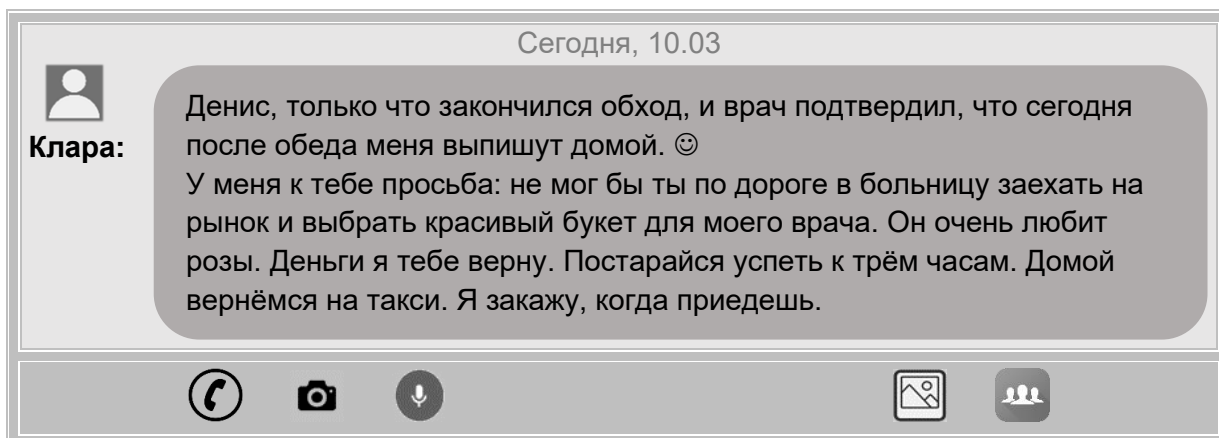 Сегодня, 10.03
Клара:
Денис, только что закончился обход, и врач подтвердил, что сегодня
после обеда меня выпишут домой. ☺
У меня к тебе просьба: не мог бы ты по дороге в больницу заехать на
рынок и выбрать красивый букет для моего врача. Он очень любит
розы. Деньги я тебе верну. Постарайся успеть к трём часам. Домой
вернёмся на такси. Я закажу, когда приедешь.